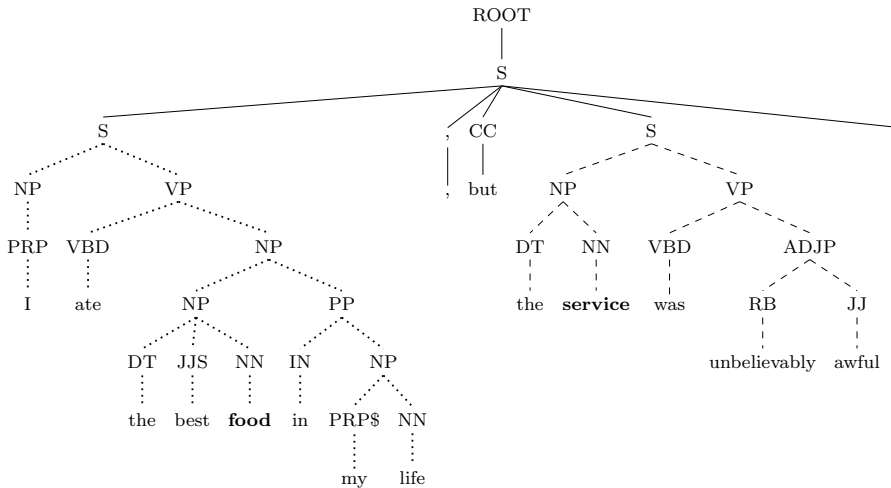 ROOT
S
S , CC S
NP VP , but NP VP
PRP VBD NP DT NN VBD ADJP
I ate NP PP the service was RB JJ
DT JJS NN IN NP unbelievably awful
the best food in PRP$ NN
my life